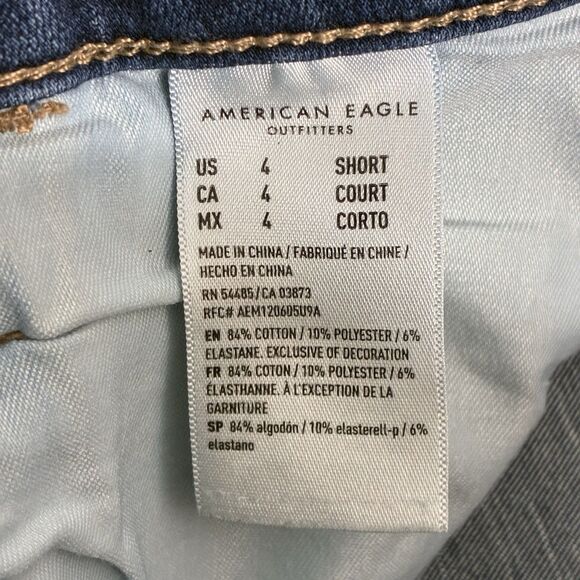 AMERICAN EAGLE
OUTFITTERS
US 4 SHORT
CA 4 COURT
MX 4 CORTO
MADE IN CHINA / FABRIQUÉ EN CHINE /
HECHO EN CHINA
RN 54485/CA 03873
RFC# AEM120605U9A
EN 84% COTTON / 10% POLYESTER / 6%
ELASTANE. EXCLUSIVE OF DECORATION
FR 84% COTON / 10% POLYESTER / 6%
ÉLASTHANNE. À L'EXCEPTION DE LA
GARNITURE
SP 84% algodón / 10% elasterell-p / 6%
elastano